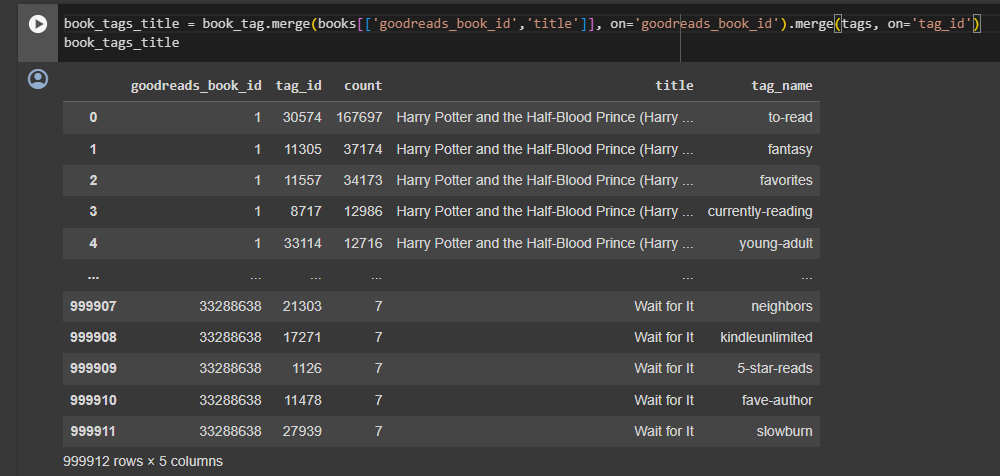 book_tags_title = book_tag.merge(books[['goodreads_book_id','title']], on='goodreads_book_id').merge(tags, on='tag_id')
book_tags_title
goodreads_book_id tag_id count title tag_name
0 1 30574 167697 Harry Potter and the Half-Blood Prince (Harry ... to-read
1 1 11305 37174 Harry Potter and the Half-Blood Prince (Harry ... fantasy
2 1 11557 34173 Harry Potter and the Half-Blood Prince (Harry ... favorites
3 1 8717 12986 Harry Potter and the Half-Blood Prince (Harry ... currently-reading
4 1 33114 12716 Harry Potter and the Half-Blood Prince (Harry ... young-adult
... ... ... ... ... ...
999907 33288638 21303 7 Wait for It neighbors
999908 33288638 17271 7 Wait for It kindleunlimited
999909 33288638 1126 7 Wait for It 5-star-reads
999910 33288638 11478 7 Wait for It fave-author
999911 33288638 27939 7 Wait for It slowburn
999912 rows × 5 columns